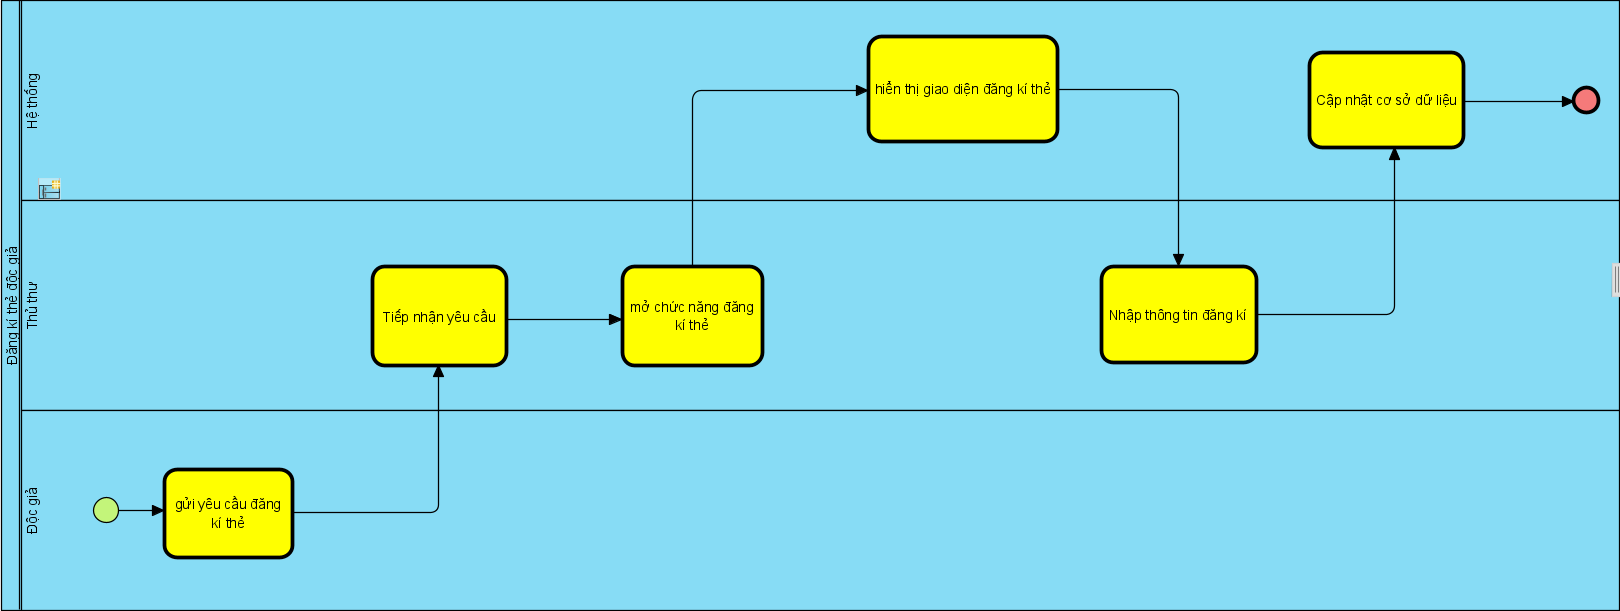 Đăng kí thẻ độc giả
Hệ thống
hiển thị giao diện đăng kí thẻ
Cập nhật cơ sở dữ liệu
Thủ thư
Tiếp nhận yêu cầu
mở chức năng đăng
kí thẻ
Nhập thông tin đăng kí
Độc giả
gửi yêu cầu đăng
kí thẻ